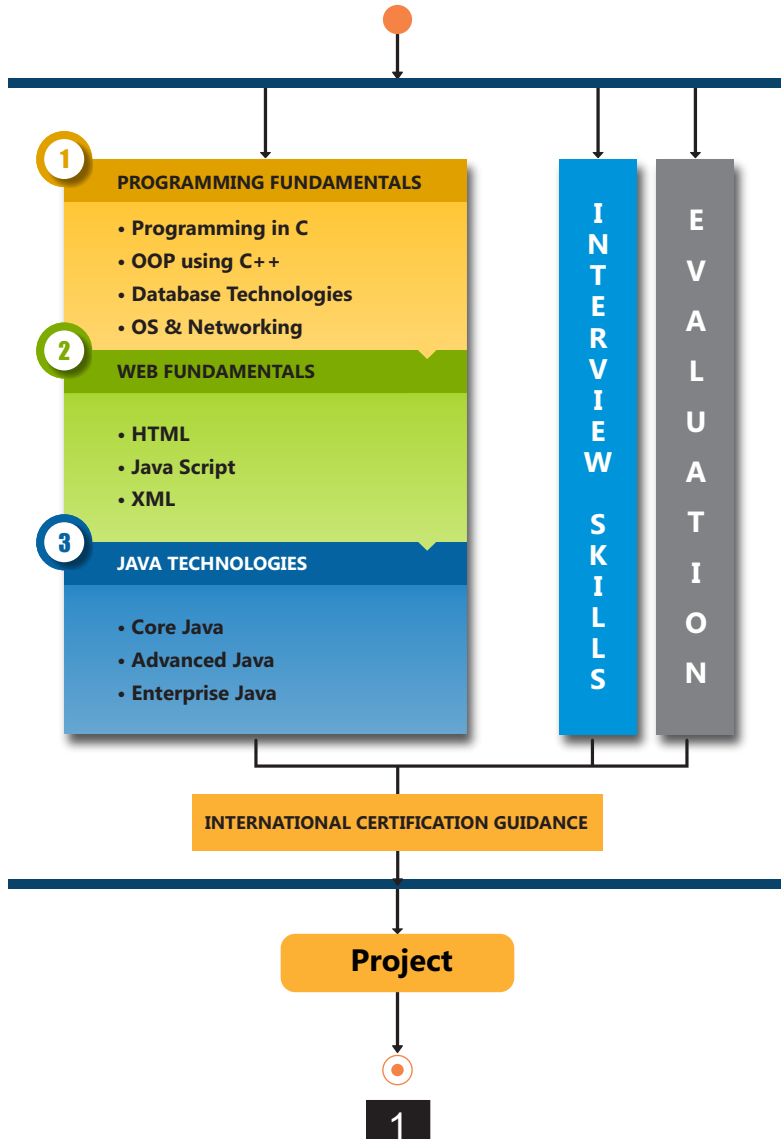 1
PROGRAMMING FUNDAMENTALS
• Programming in C
• OOP using C++
• Database Technologies
• OS & Networking
2
WEB FUNDAMENTALS
• HTML
• Java Script
• XML
3
JAVA TECHNOLOGIES
• Core Java
• Advanced Java
• Enterprise Java
INTERVIEW SKILLS
EVALUATION
INTERNATIONAL CERTIFICATION GUIDANCE
Project
1